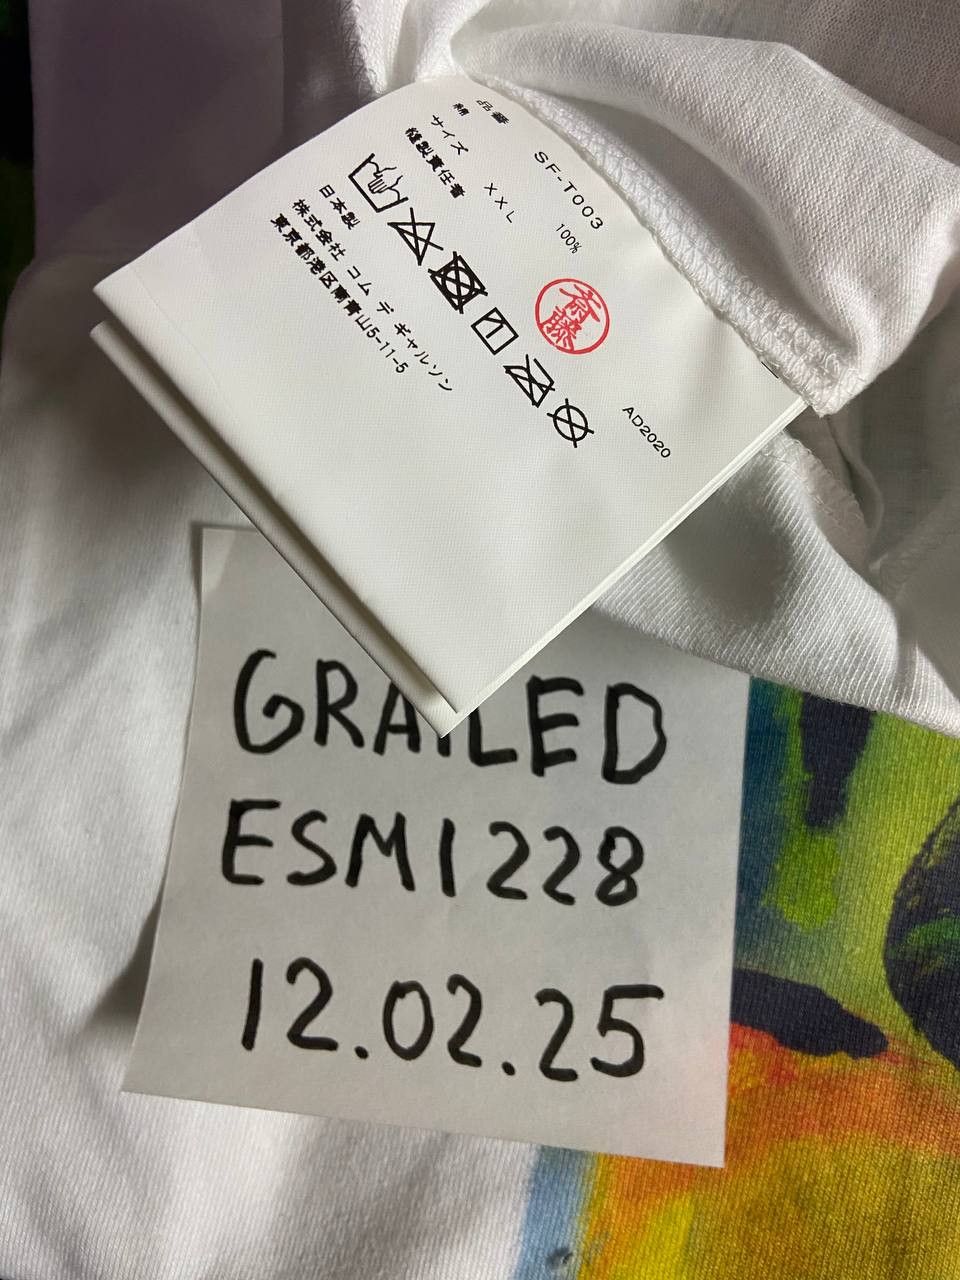 品番 SF-T003
綿 100%
サイズ XXL
縫製責任者 斎藤
日本製
株式会社 コム デ ギャルソン
東京都港区南青山5-11-5
AD2020
GRAILED
ESM1228
12.02.25